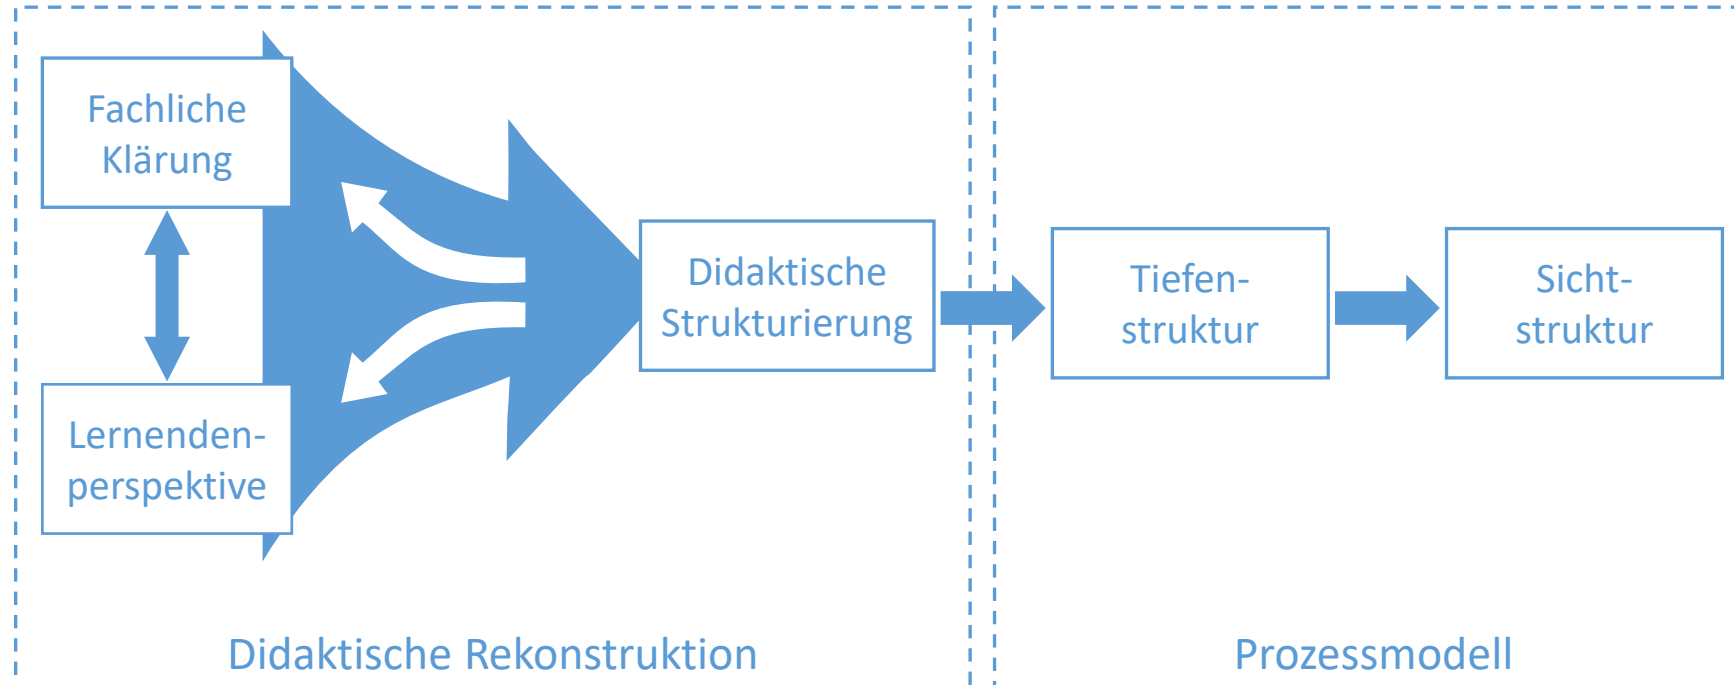 Fachliche
Klärung
Lernenden-
perspektive
Didaktische
Strukturierung
Tiefen-
struktur
Sicht-
struktur
Didaktische Rekonstruktion
Prozessmodell